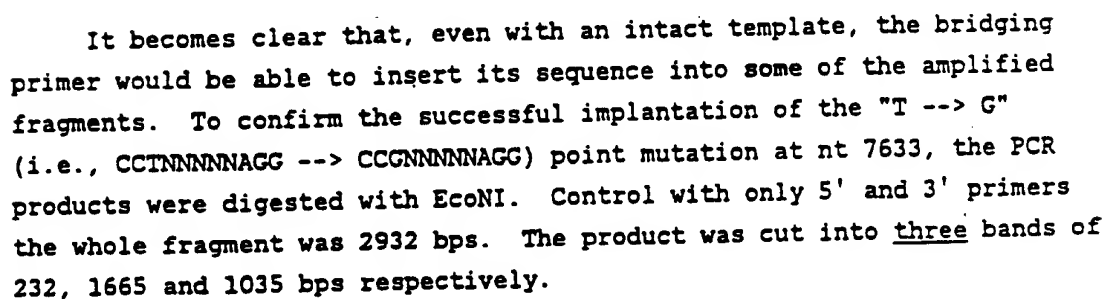 It becomes clear that, even with an intact template, the bridging
primer would be able to insert its sequence into some of the amplified
fragments. To confirm the successful implantation of the "T --> G"
(i.e., CCTNNNNNAGG --> CCGNNNNNAGG) point mutation at nt 7633, the PCR
products were digested with EcoNI. Control with only 5' and 3' primers
the whole fragment was 2932 bps. The product was cut into three bands of
232, 1665 and 1035 bps respectively.